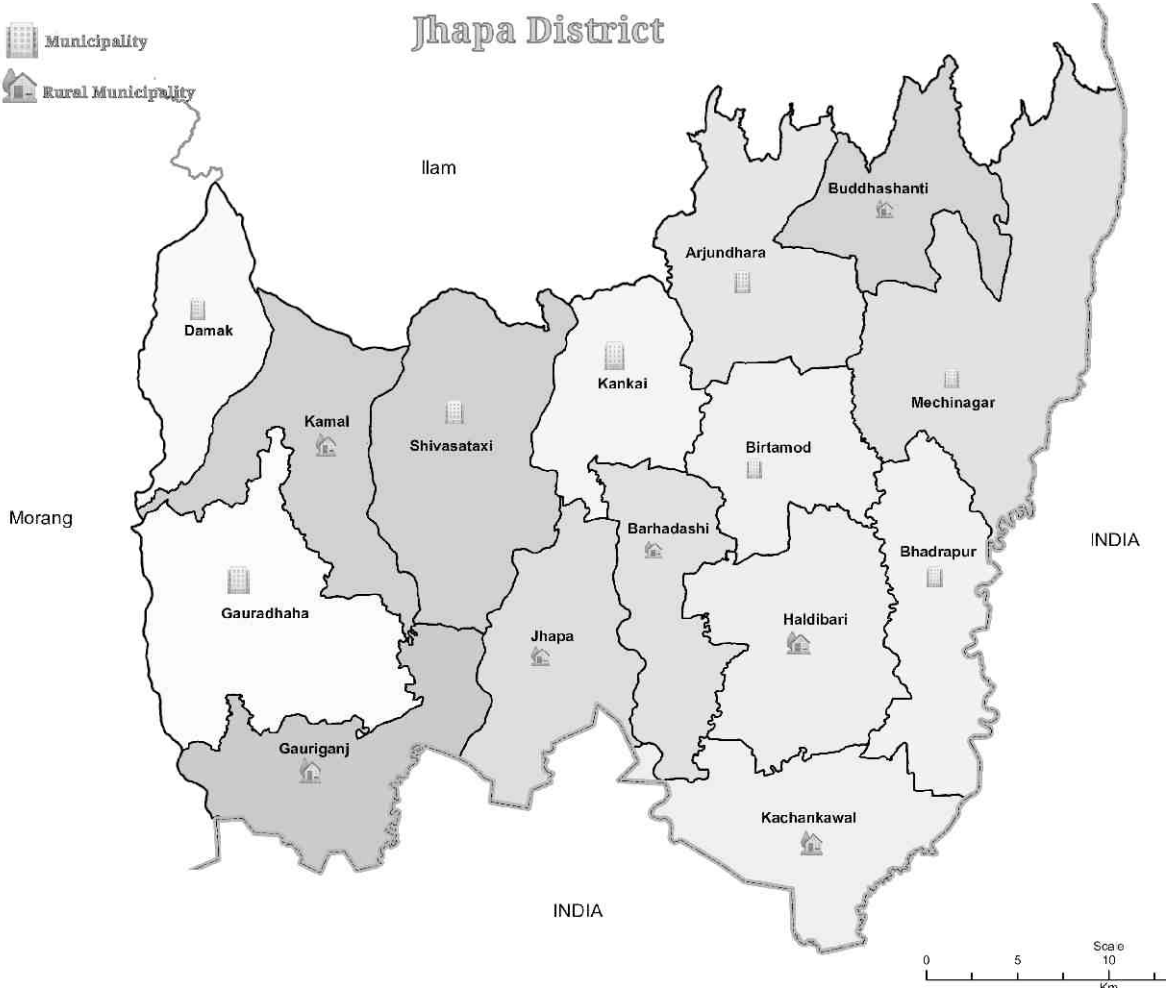 Jhapa District
Municipality
Rural Municipality
Ilam
Buddhashanti
Arjundhara
Damak
Kankai
Mechinagar
Kamal
Shivasataxi
Birtamod
Morang
Barhadashi
INDIA
Bhadrapur
Gauradhaha
Haldibari
Jhapa
Gauriganj
Kachankawal
INDIA
Scale
0 5 10
Km